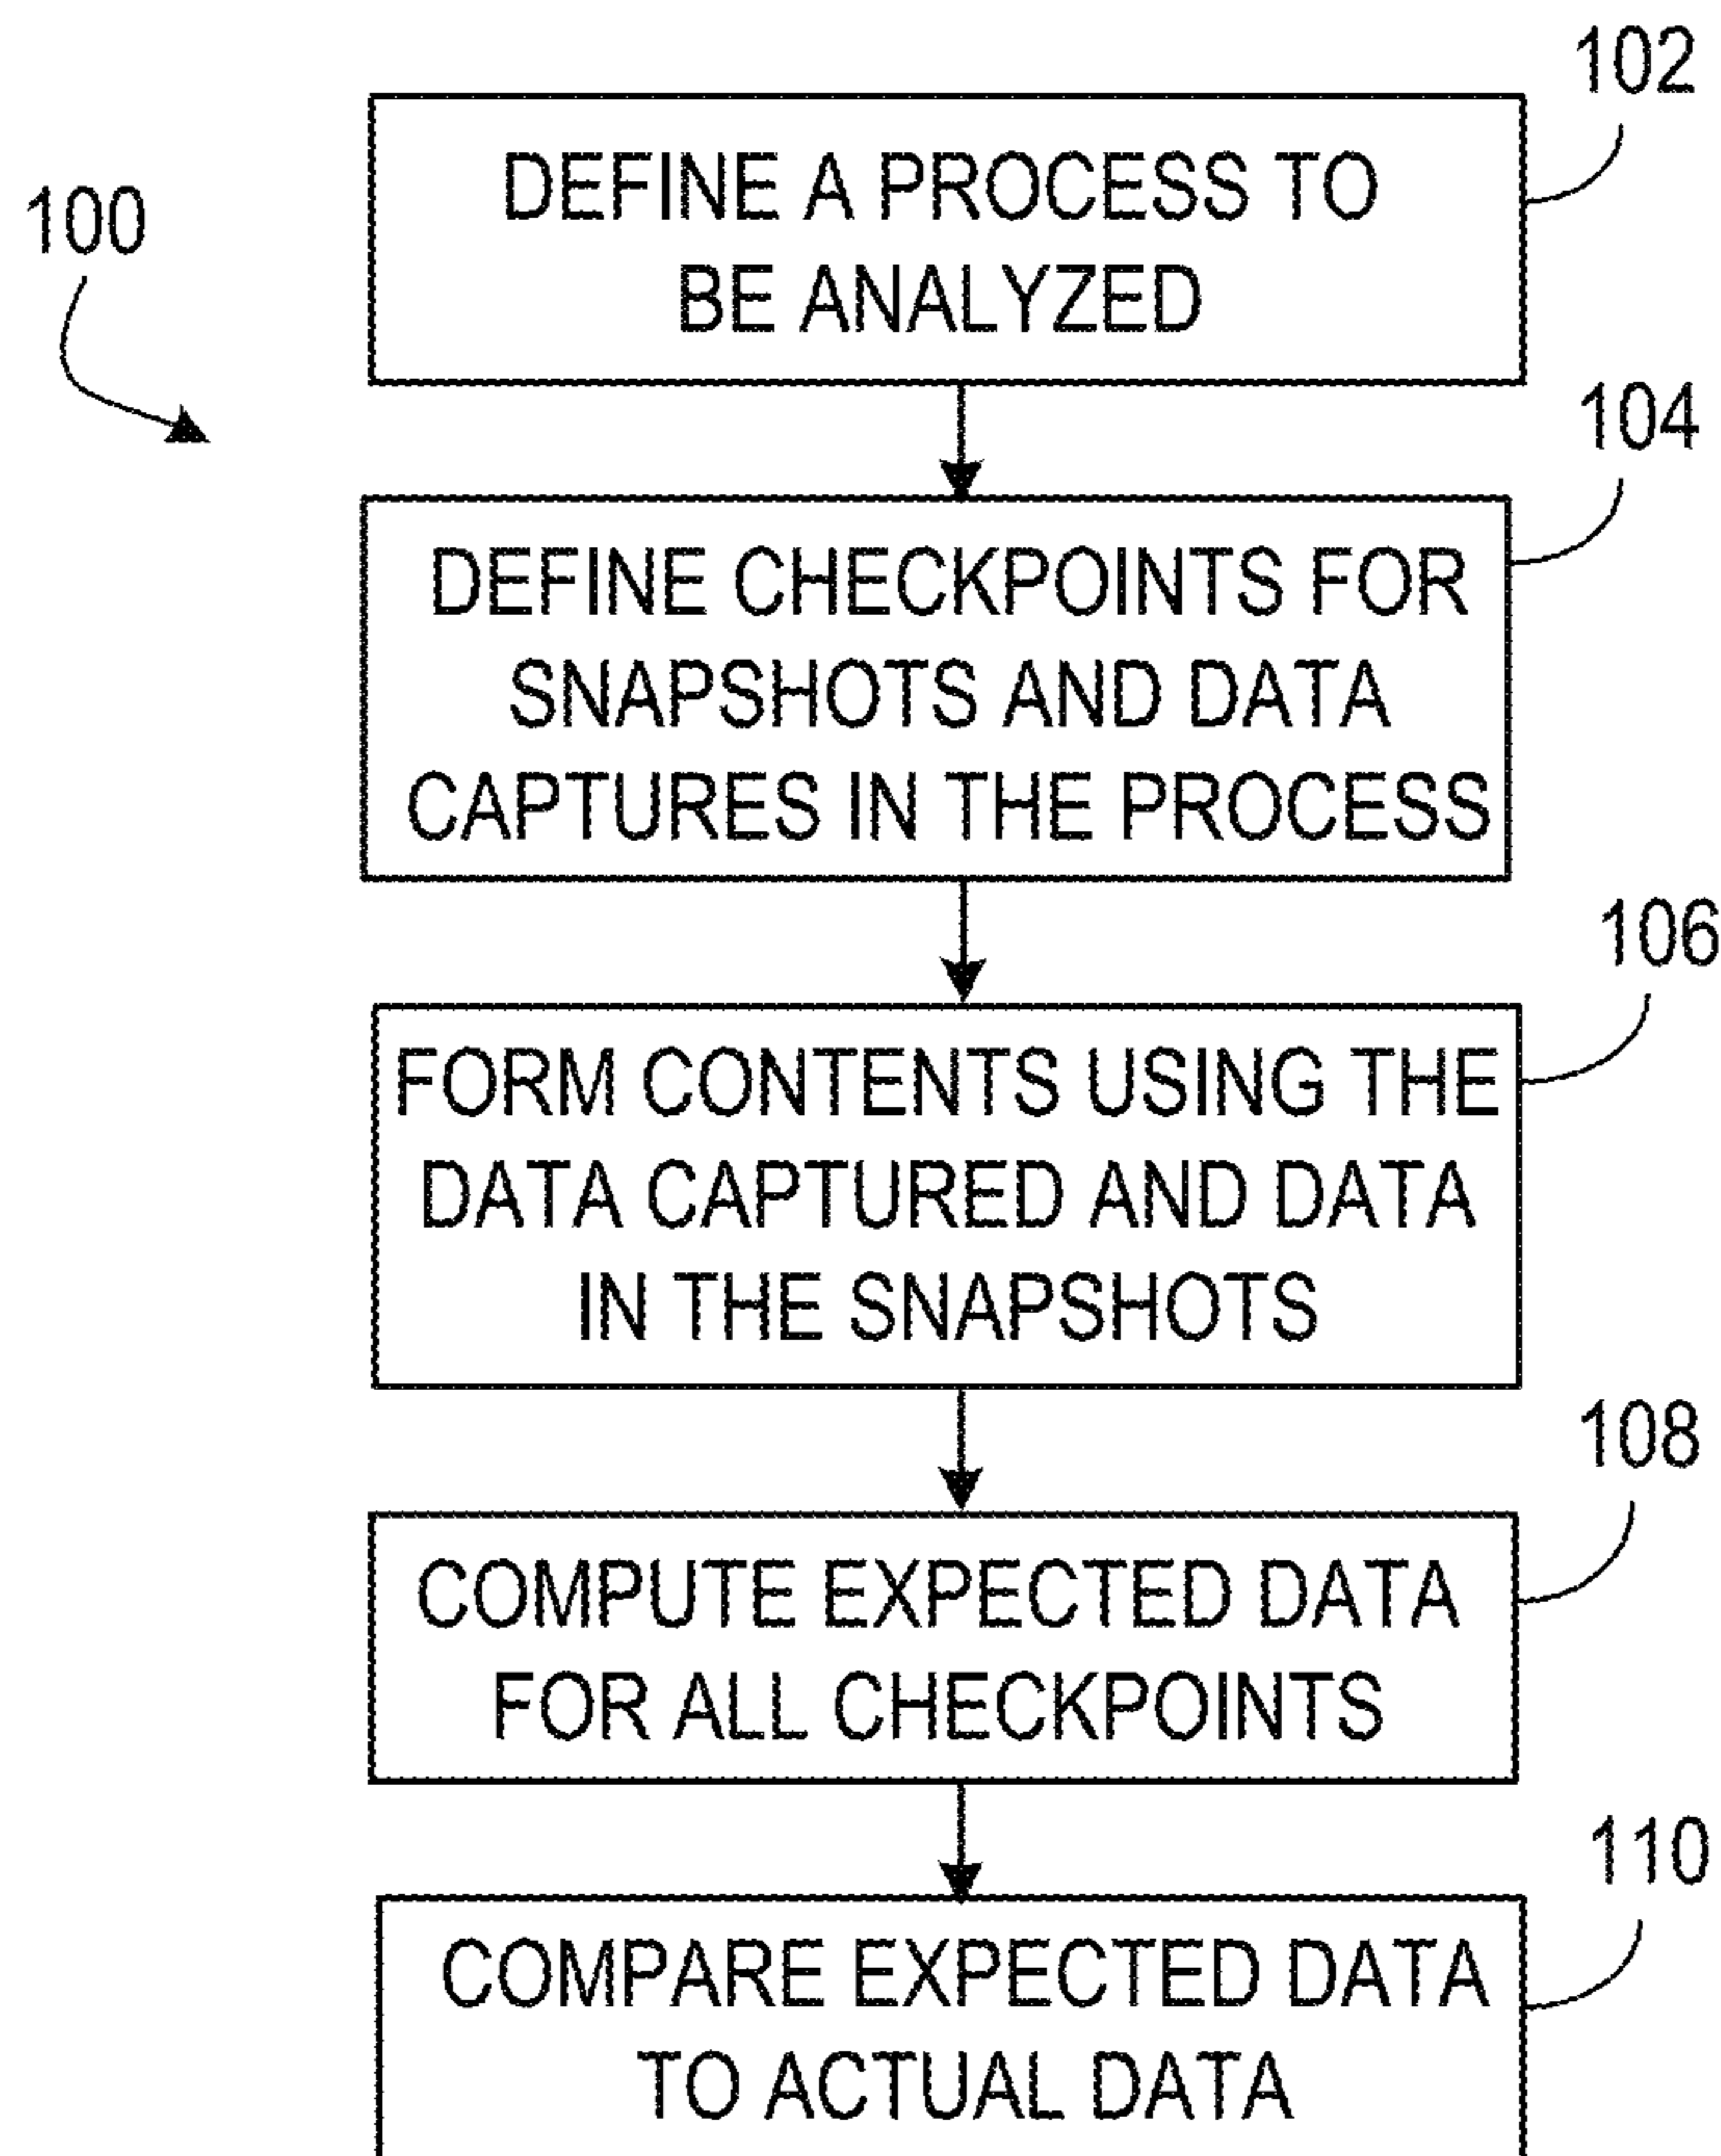 102
100
DEFINE A PROCESS TO
BE ANALYZED
104
DEFINE CHECKPOINTS FOR
SNAPSHOTS AND DATA
CAPTURES IN THE PROCESS
106
FORM CONTENTS USING THE
DATA CAPTURED AND DATA
IN THE SNAPSHOTS
108
COMPUTE EXPECTED DATA
FOR ALL CHECKPOINTS
110
COMPARE EXPECTED DATA
TO ACTUAL DATA